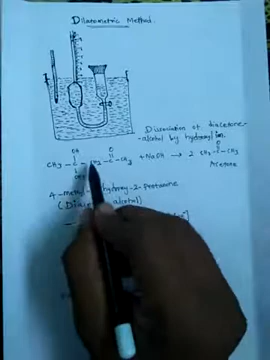 Dilatometric Method.
Dissociation of diacetone-
alcohol by hydroxyl ion.
OH O O
CH3 - C - CH2 - C - CH3 + NaOH → 2 CH3 - C - CH3
Acetone
4-methyl hydroxy-2-Pentanone
alcohol)